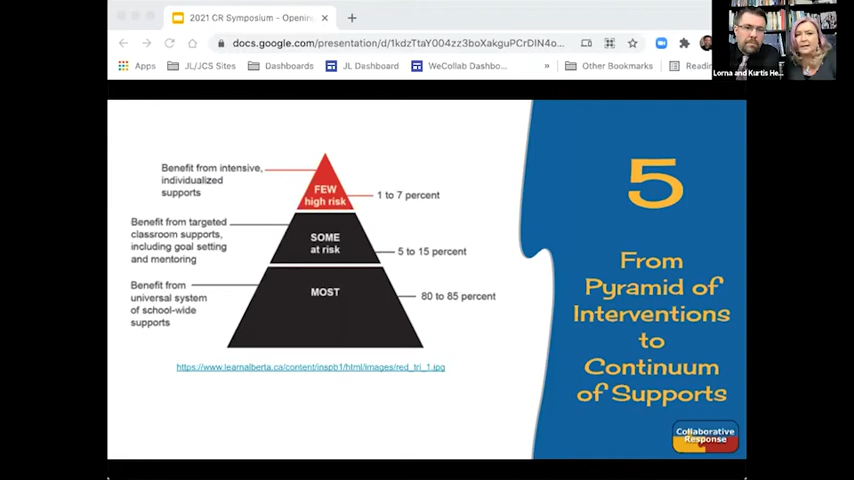 2021 CR Symposium - Openin
docs.google.com/presentation/d/1kdzTtaY004zz3boXakguPCrDIN4o...
Apps
JL/JCS Sites
Dashboards
JL Dashboard
WeCollab Dashbo...
»
Other Bookmarks
Readin
Lorna and Kurtis He...
Benefit from intensive,
individualized
supports
FEW
high risk
1 to 7 percent
Benefit from targeted
classroom supports,
including goal setting
and mentoring
SOME
at risk
5 to 15 percent
Benefit from
universal system
of school-wide
supports
MOST
80 to 85 percent
https://www.learnalberta.ca/content/inspb1/html/images/red_tri_1.jpg
5
From
Pyramid of
Interventions
to
Continuum
of Supports
Collaborative
Response